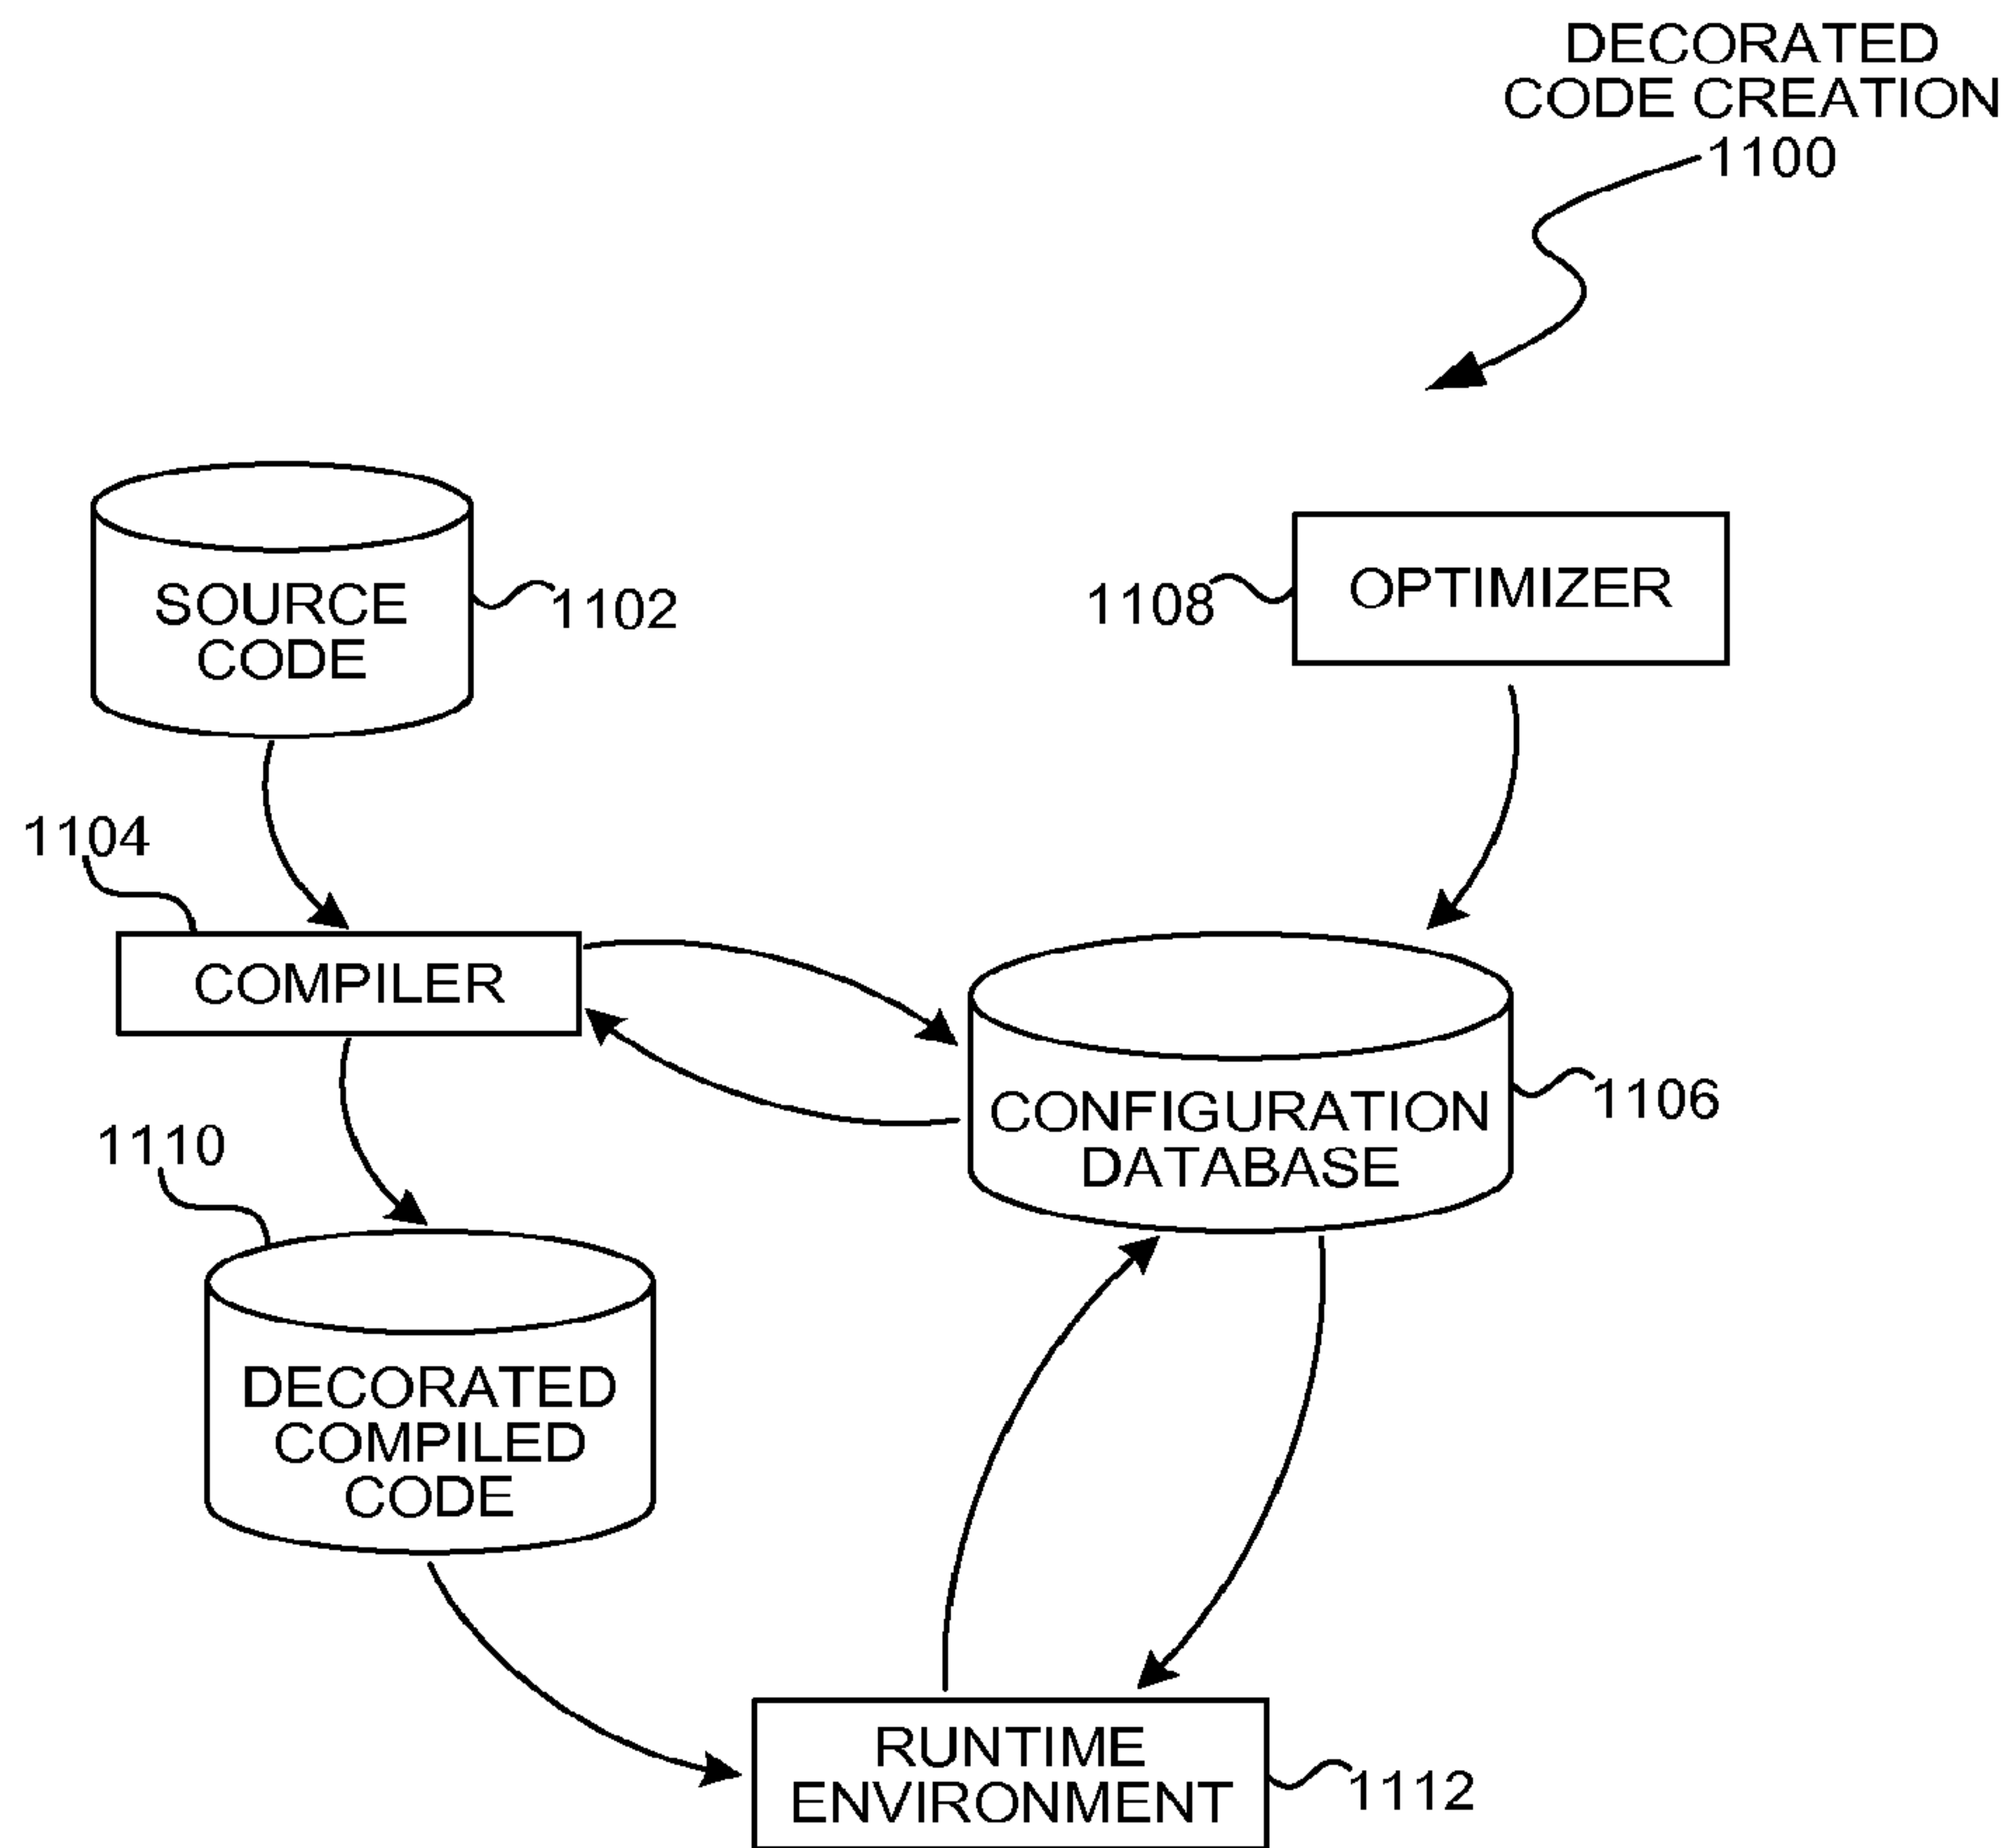 DECORATED
CODE CREATION
1100
SOURCE
CODE
1102
1108
OPTIMIZER
1104
COMPILER
CONFIGURATION
DATABASE
1106
1110
DECORATED
COMPILED
CODE
RUNTIME
ENVIRONMENT
1112